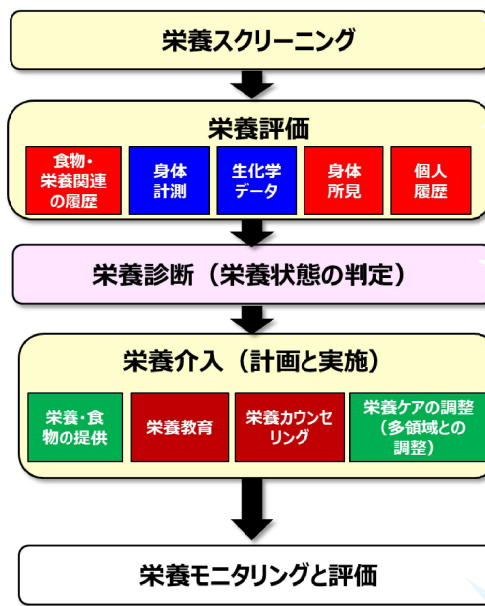 栄養スクリーニング
栄養評価
食物・
栄養関連
の履歴
身体
計測
生化学
データ
身体
所見
個人
履歴
栄養診断（栄養状態の判定）
栄養介入（計画と実施）
栄養・食
物の提供
栄養教育
栄養カウンセ
リング
栄養ケアの調整
（多領域との
調整）
栄養モニタリングと評価